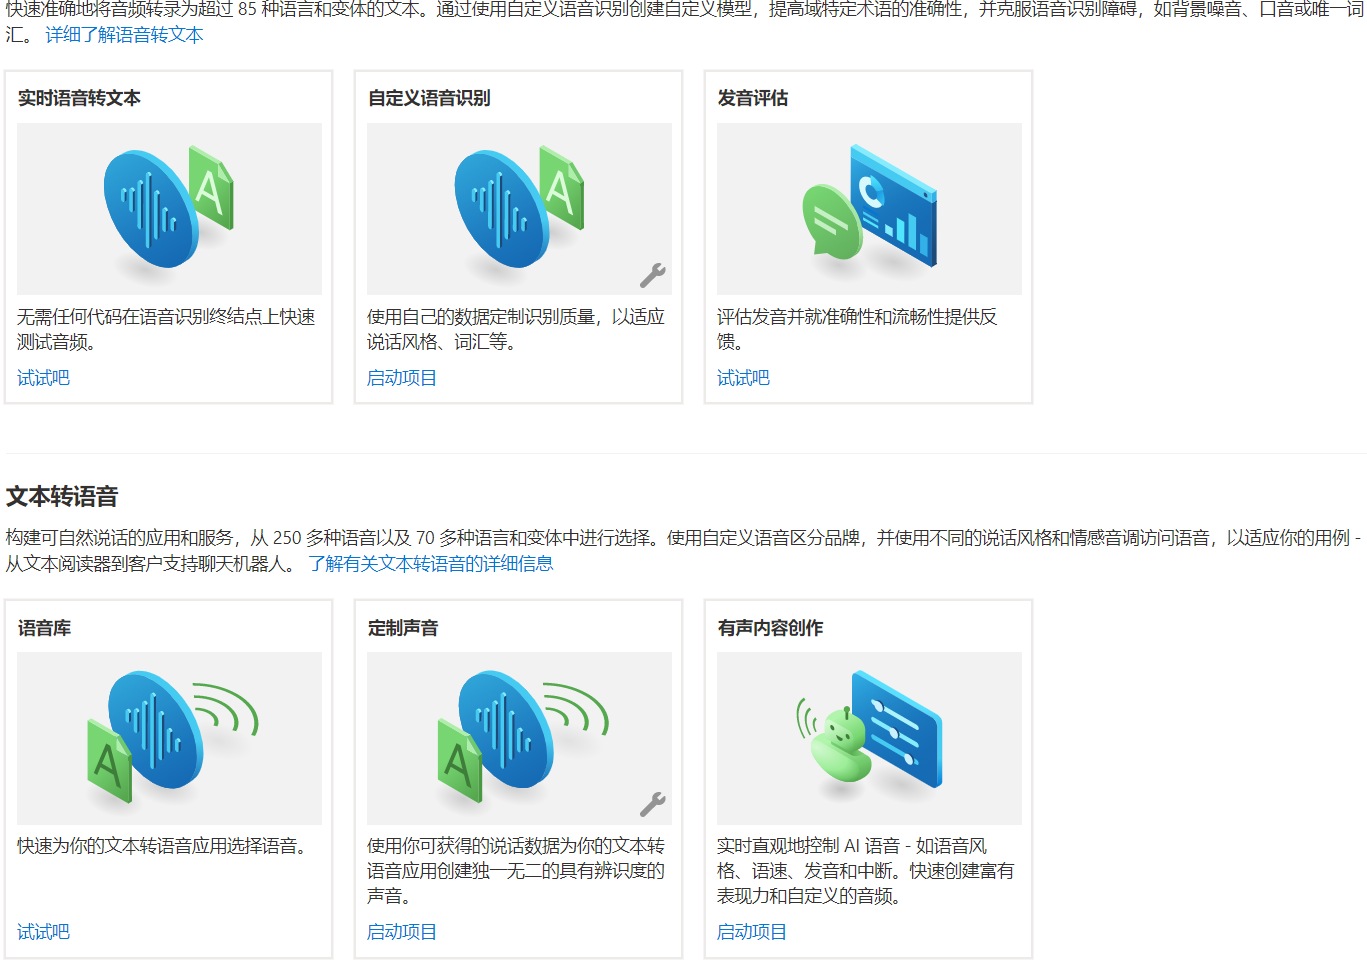 快速准确地将音频转录为超过 85 种语言和变体的文本。通过使用自定义语音识别创建自定义模型，提高域特定术语的准确性，并克服语音识别障碍，如背景噪音、口音或唯一词
汇。 详细了解语音转文本
实时语音转文本
A
无需任何代码在语音识别终结点上快速
测试音频。
试试吧
自定义语音识别
A
使用自己的数据定制识别质量，以适应
说话风格、词汇等。
启动项目
发音评估
评估发音并就准确性和流畅性提供反
馈。
试试吧
文本转语音
构建可自然说话的应用和服务，从 250 多种语音以及 70 多种语言和变体中进行选择。使用自定义语音区分品牌，并使用不同的说话风格和情感音调访问语音，以适应你的用例 -
从文本阅读器到客户支持聊天机器人。 了解有关文本转语音的详细信息
语音库
A
快速为你的文本转语音应用选择语音。
试试吧
定制声音
A
使用你可获得的说话数据为你的文本转
语音应用创建独一无二的具有辨识度的
声音。
启动项目
有声内容创作
实时直观地控制 AI 语音 - 如语音风
格、语速、发音和中断。快速创建富有
表现力和自定义的音频。
启动项目